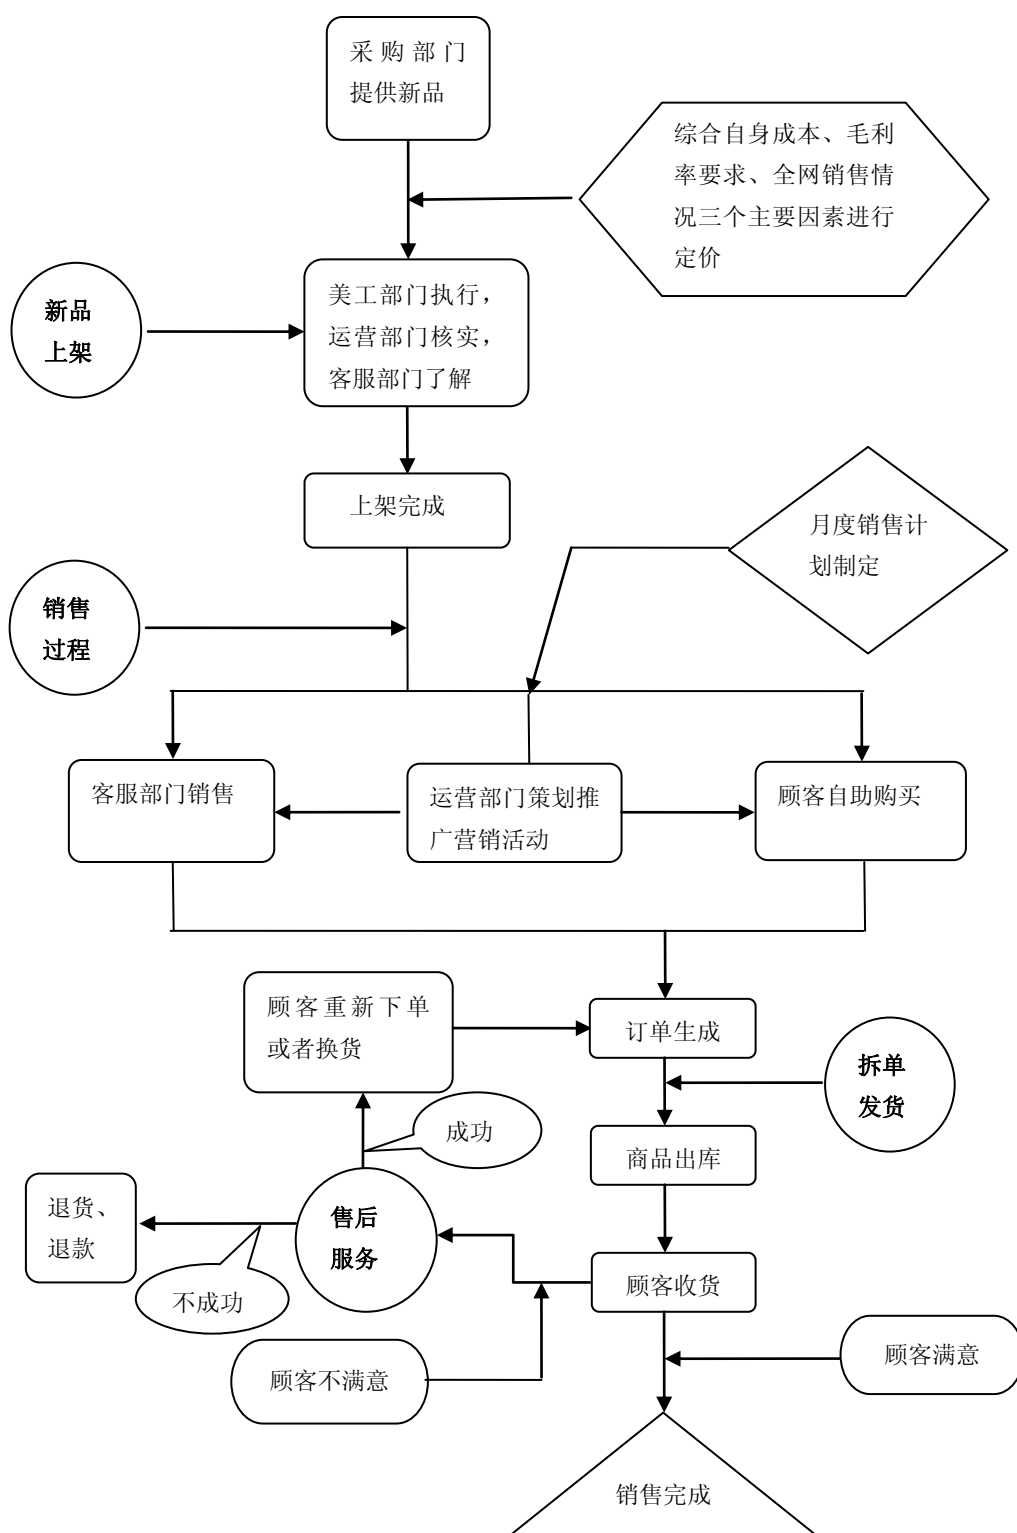 采购部门
提供新品
综合自身成本、毛利
率要求、全网销售情
况三个主要因素进行
定价
新品
上架
美工部门执行，
运营部门核实，
客服部门了解
上架完成
月度销售计
划制定
销售
过程
客服部门销售
运营部门策划推
广营销活动
顾客自助购买
顾客重新下单
或者换货
订单生成
拆单
发货
成功
商品出库
退货、
退款
售后
服务
不成功
顾客收货
顾客不满意
顾客满意
销售完成